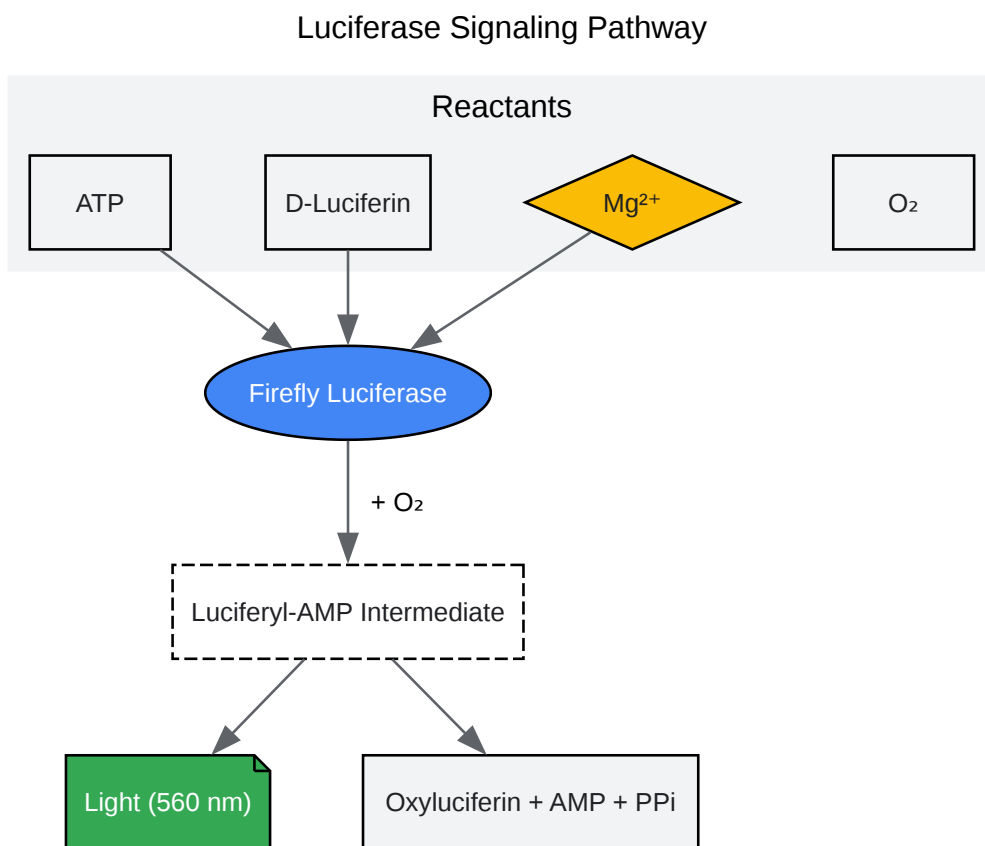 Luciferase Signaling Pathway
Reactants
ATP
D-Luciferin
Mg²⁺
O₂
Firefly Luciferase
+ O₂
Luciferyl-AMP Intermediate
Light (560 nm)
Oxyluciferin + AMP + PPi